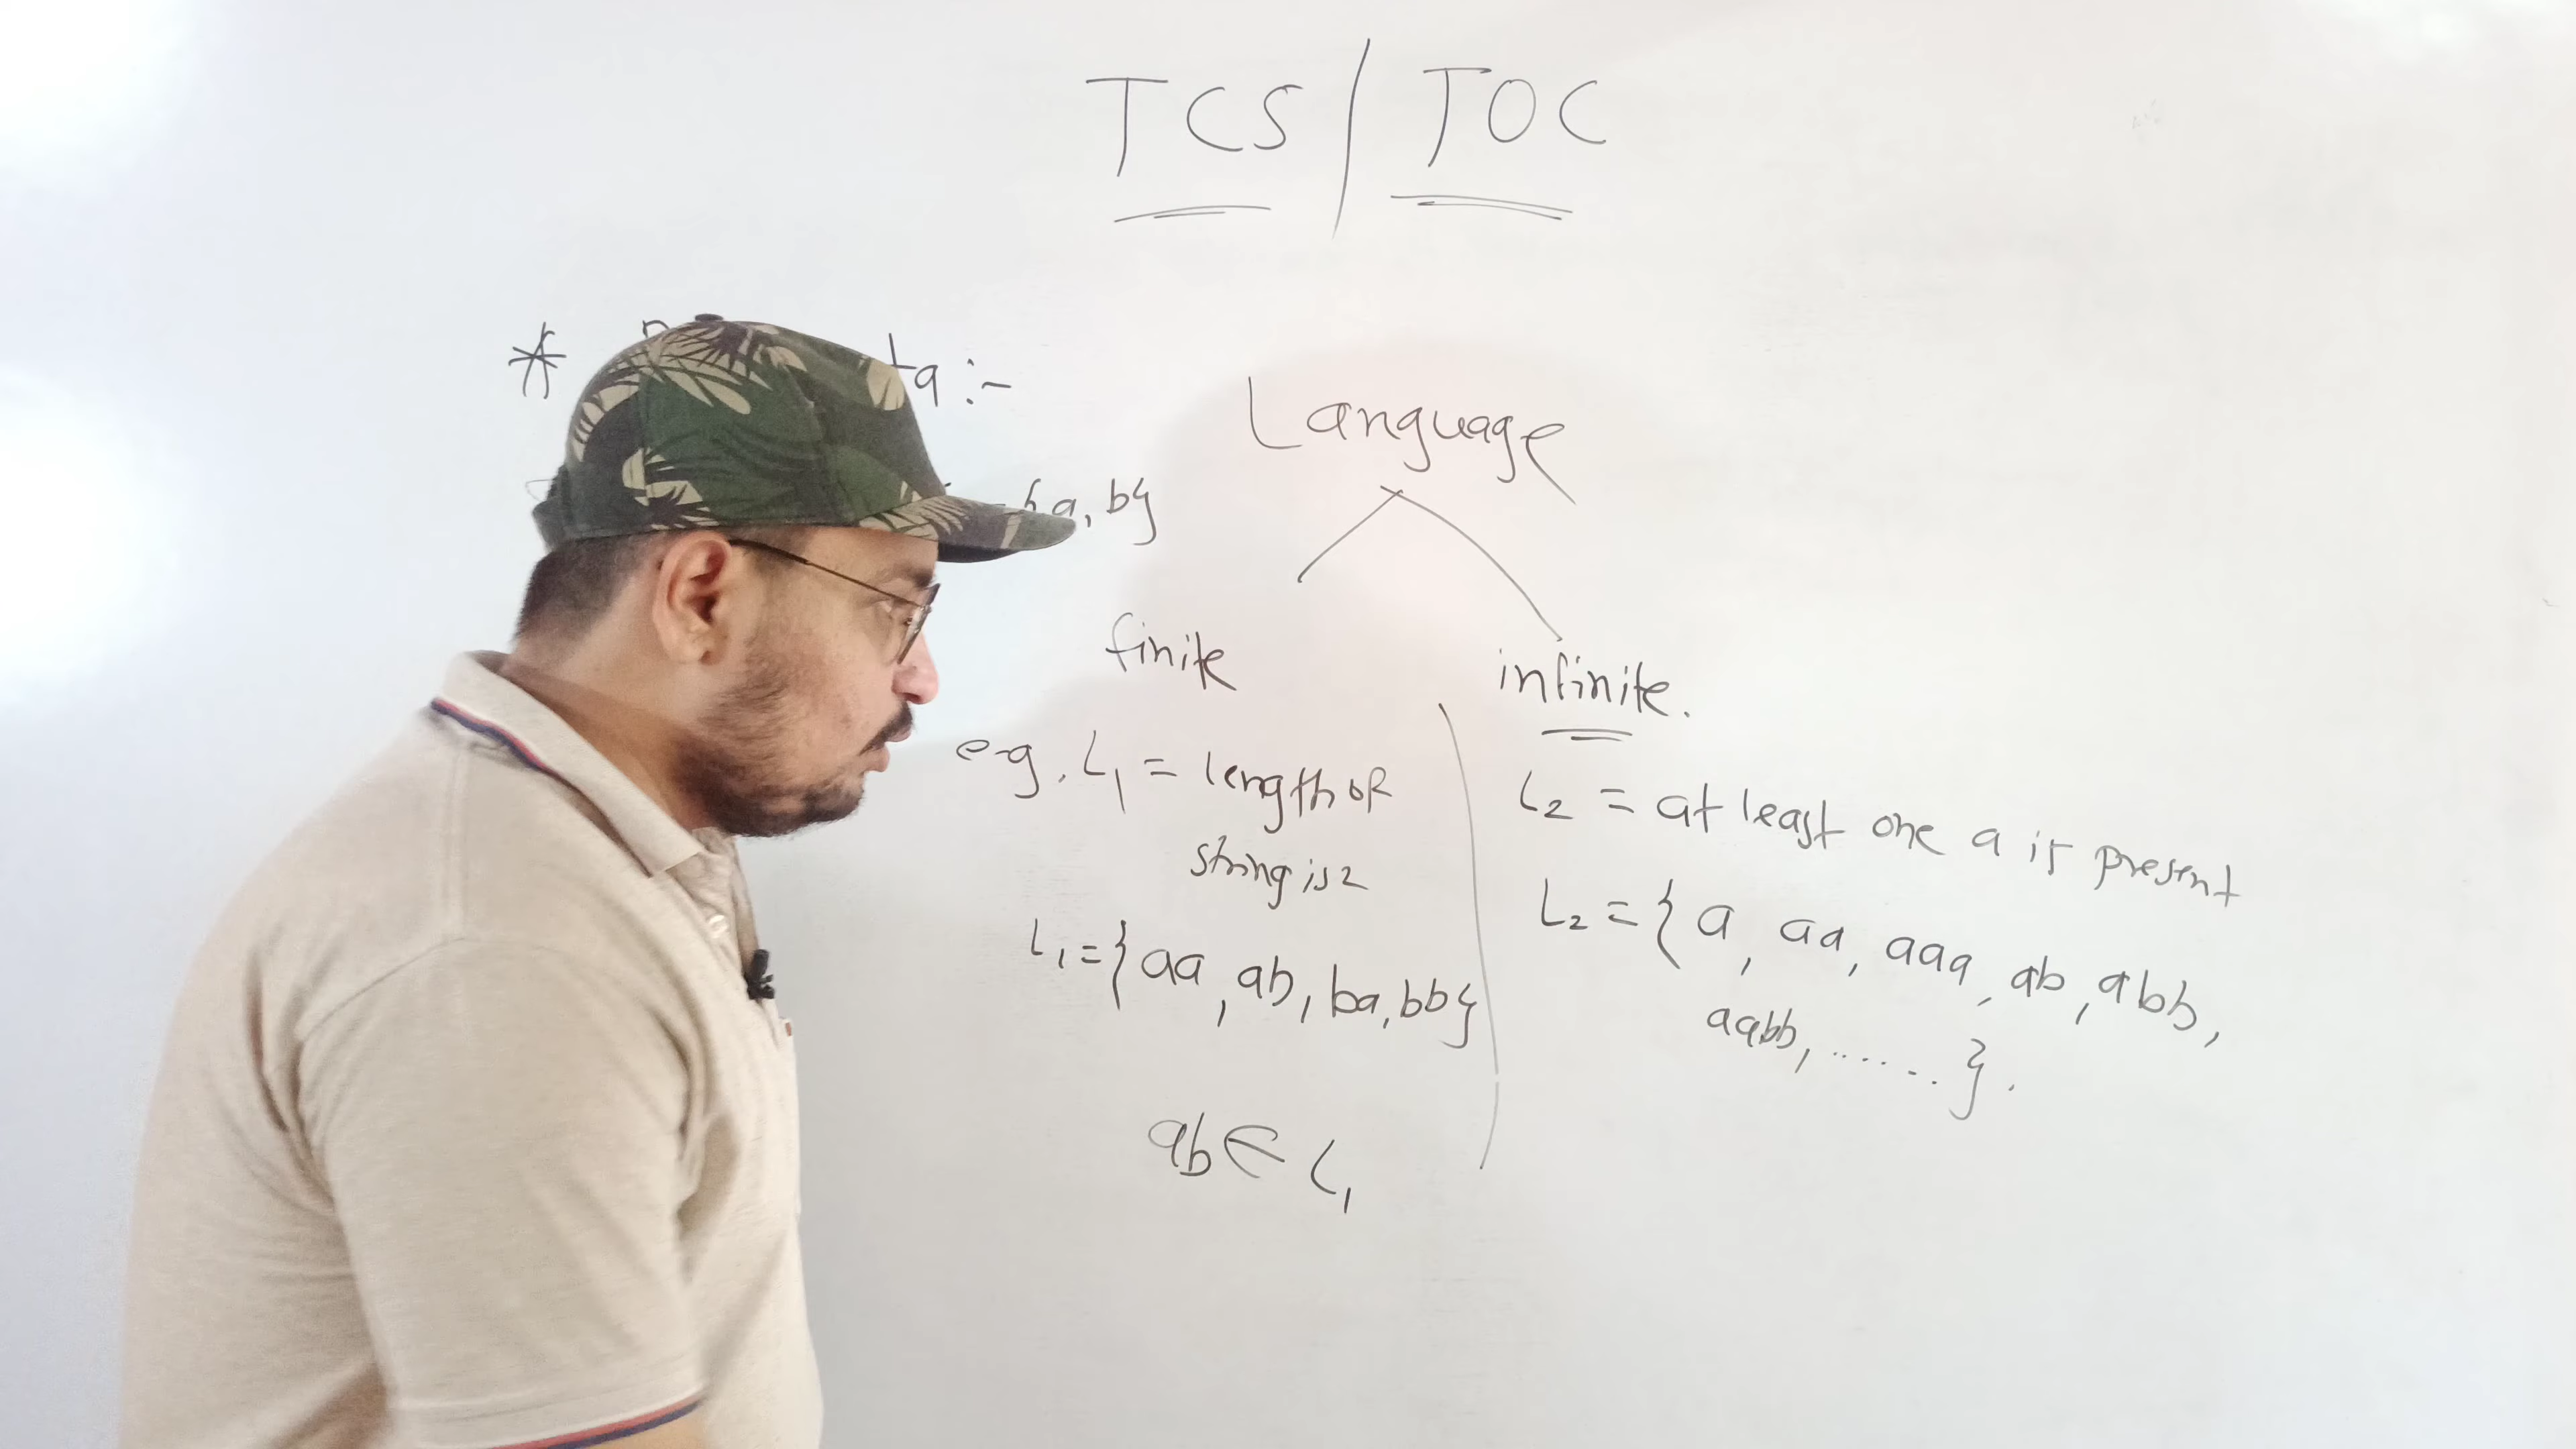 TCS / TOC
* :-
{a, b}
Language
finite
infinite.
e.g. L₁ = length of
string is 2
L₁ = {aa, ab, ba, bb}
ab ∈ L₁
L₂ = at least one a is present
L₂ = {a, aa, aaa, ab, abb,
aabb, ....... }.